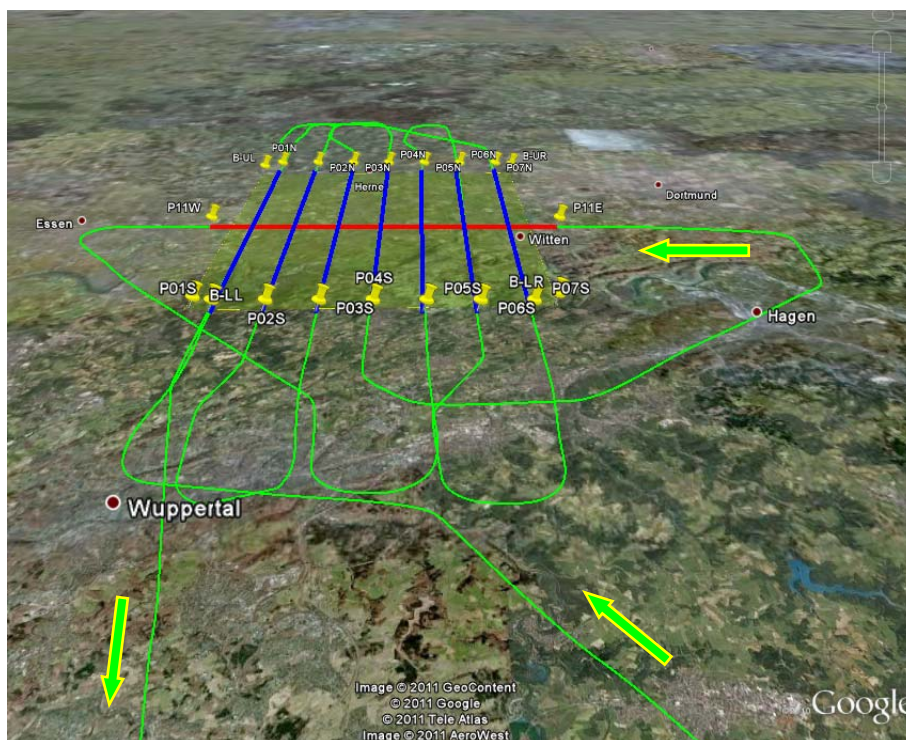 P01N
P04N
P06N
B-UL
B-UR
P02N
P03N
P05N
P07N
Herne
Dortmund
P11W
P11E
Essen
Witten
P04S
P01S
B-LL
P05S
B-LR
P07S
P02S
P03S
P06S
Hagen
Wuppertal
Image © 2011 GeoContent
© 2011 Google
© 2011 Tele Atlas
Image © 2011 AeroWest
Google